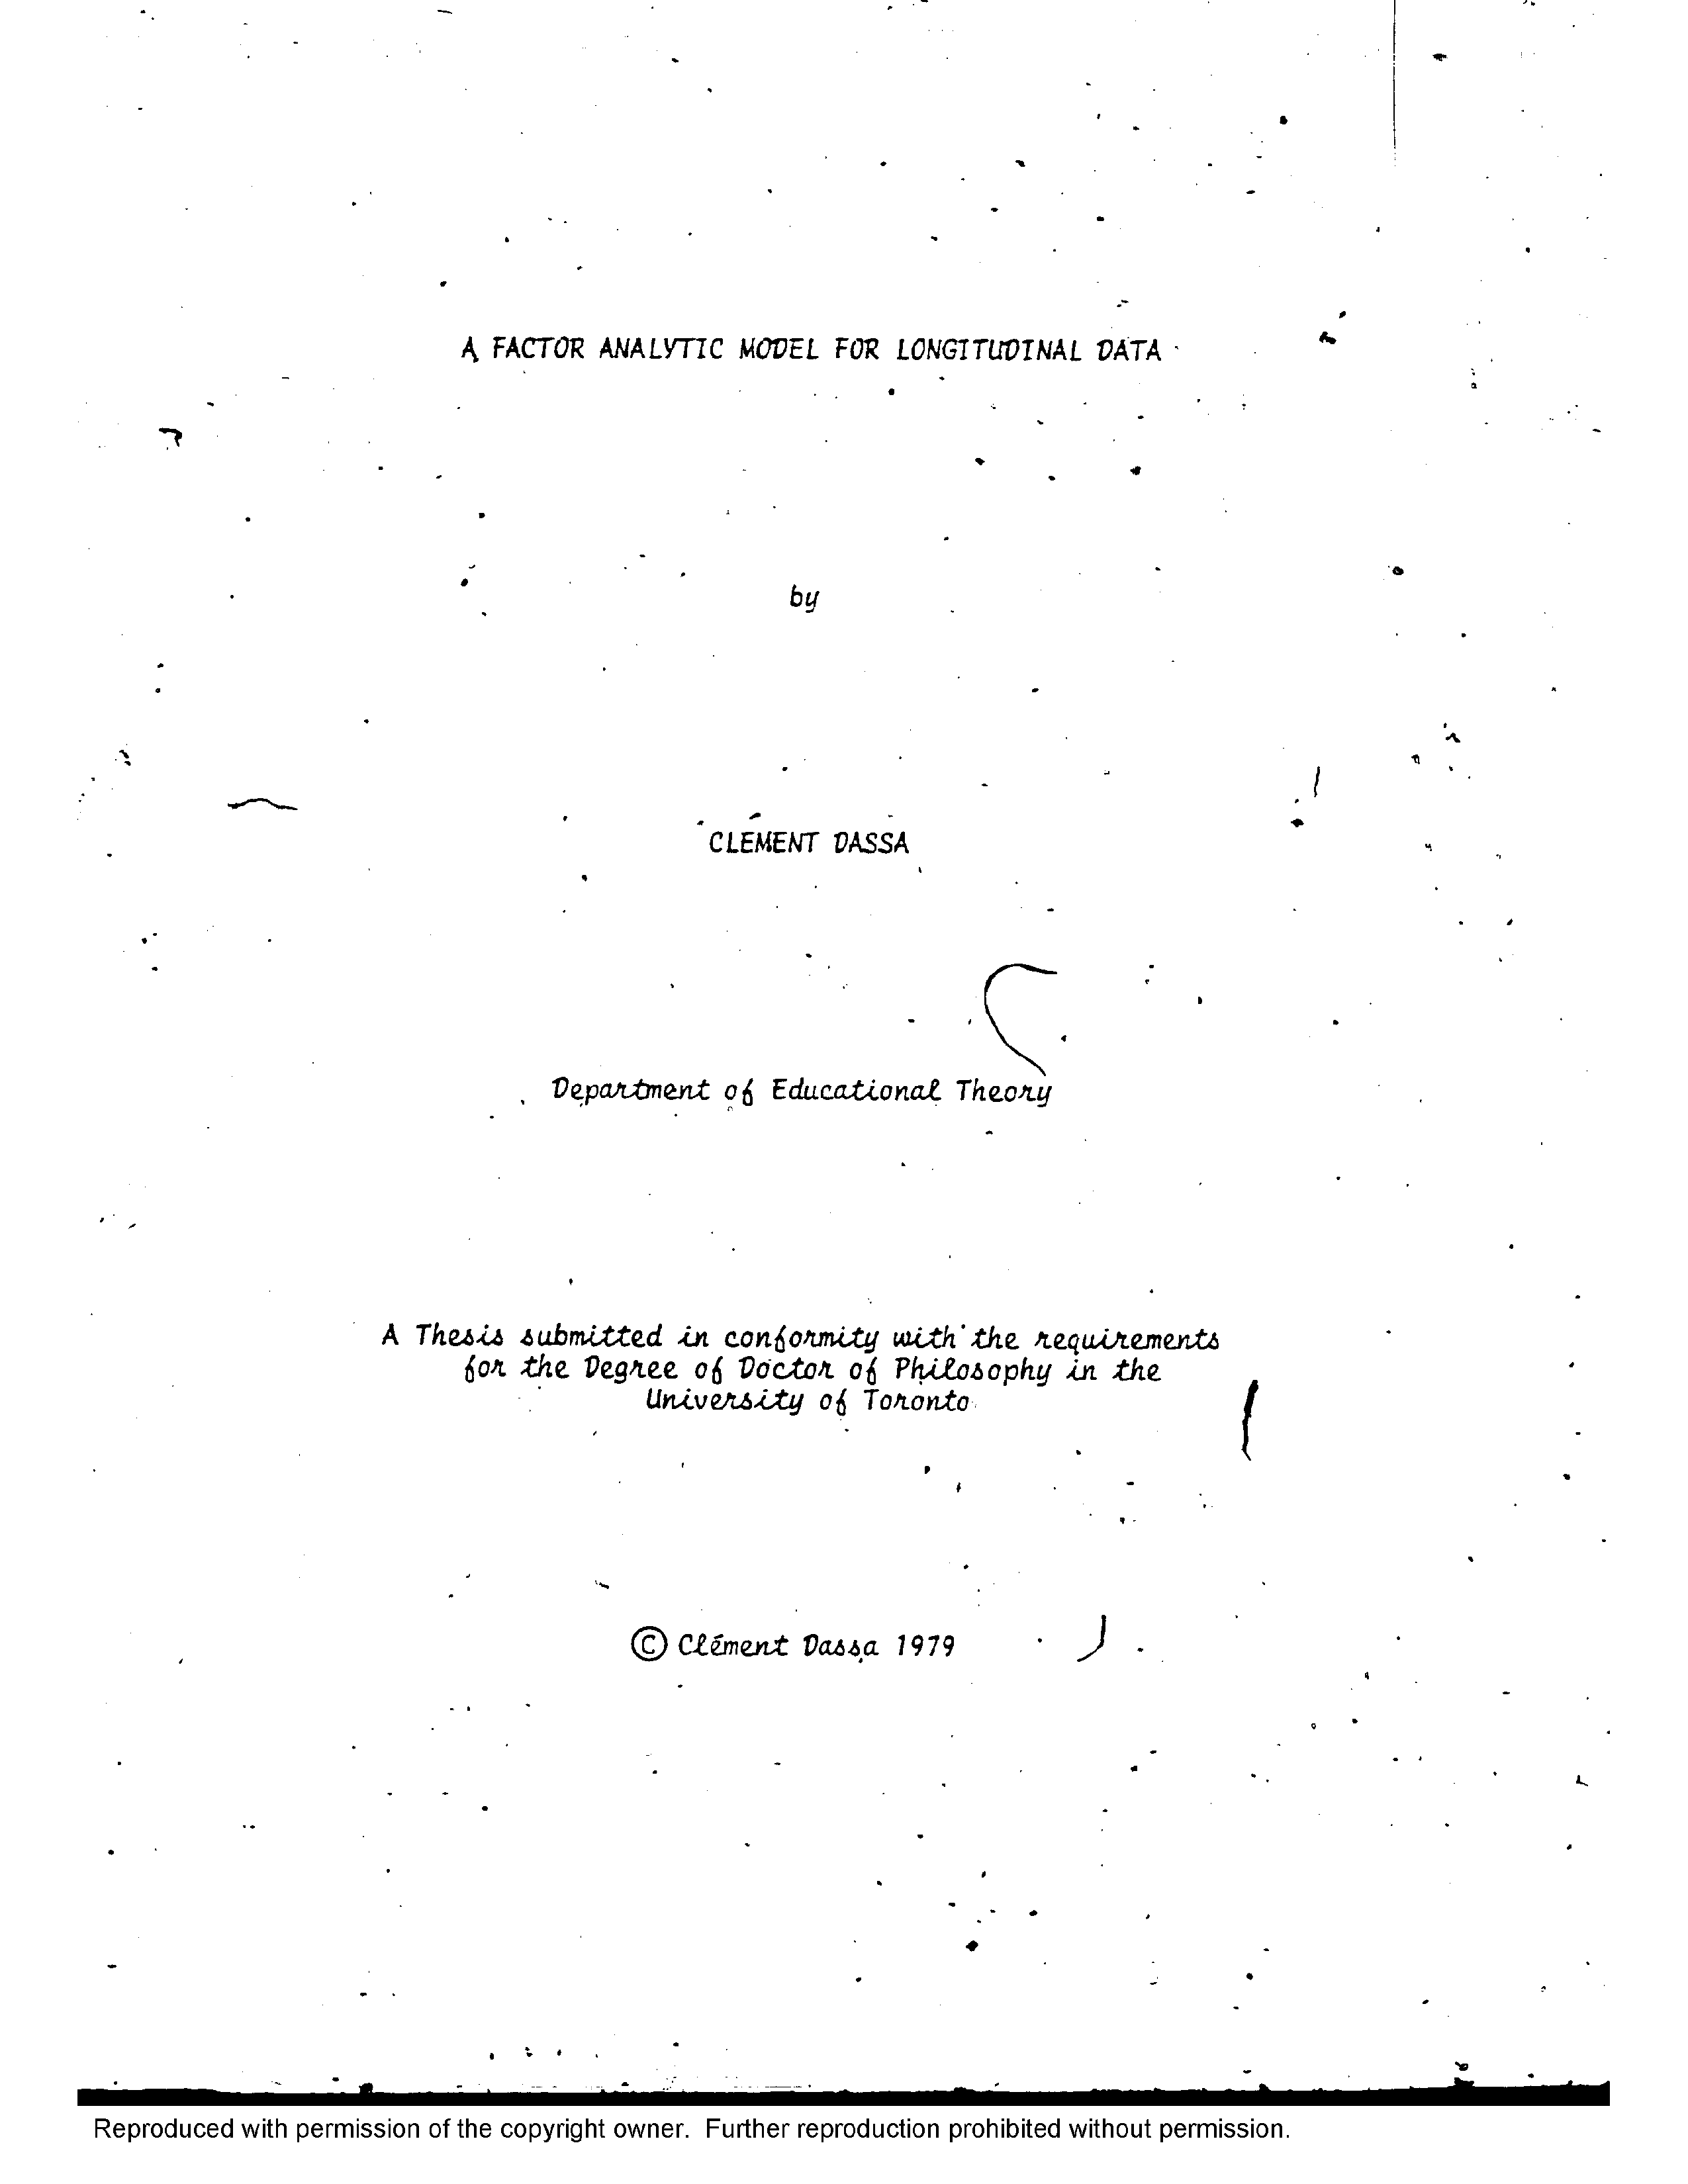 A FACTOR ANALYTIC MODEL FOR LONGITUDINAL DATA
by
CLÉMENT DASSA
Department of Educational Theory
A Thesis submitted in conformity with the requirements
for the Degree of Doctor of Philosophy in the
University of Toronto
© Clément Dassa 1979
Reproduced with permission of the copyright owner. Further reproduction prohibited without permission.